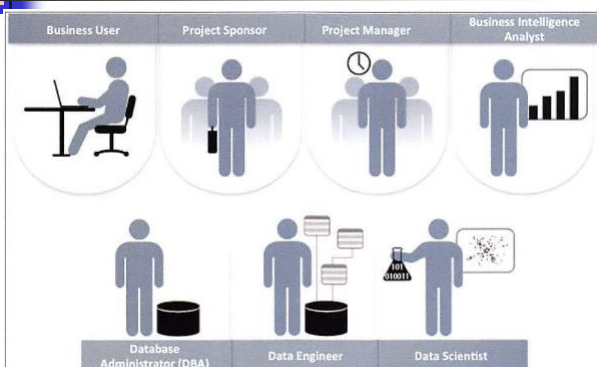 Business User
Project Sponsor
Project Manager
Business Intelligence
Analyst
101
010011
Database
Administrator (DBA)
Data Engineer
Data Scientist